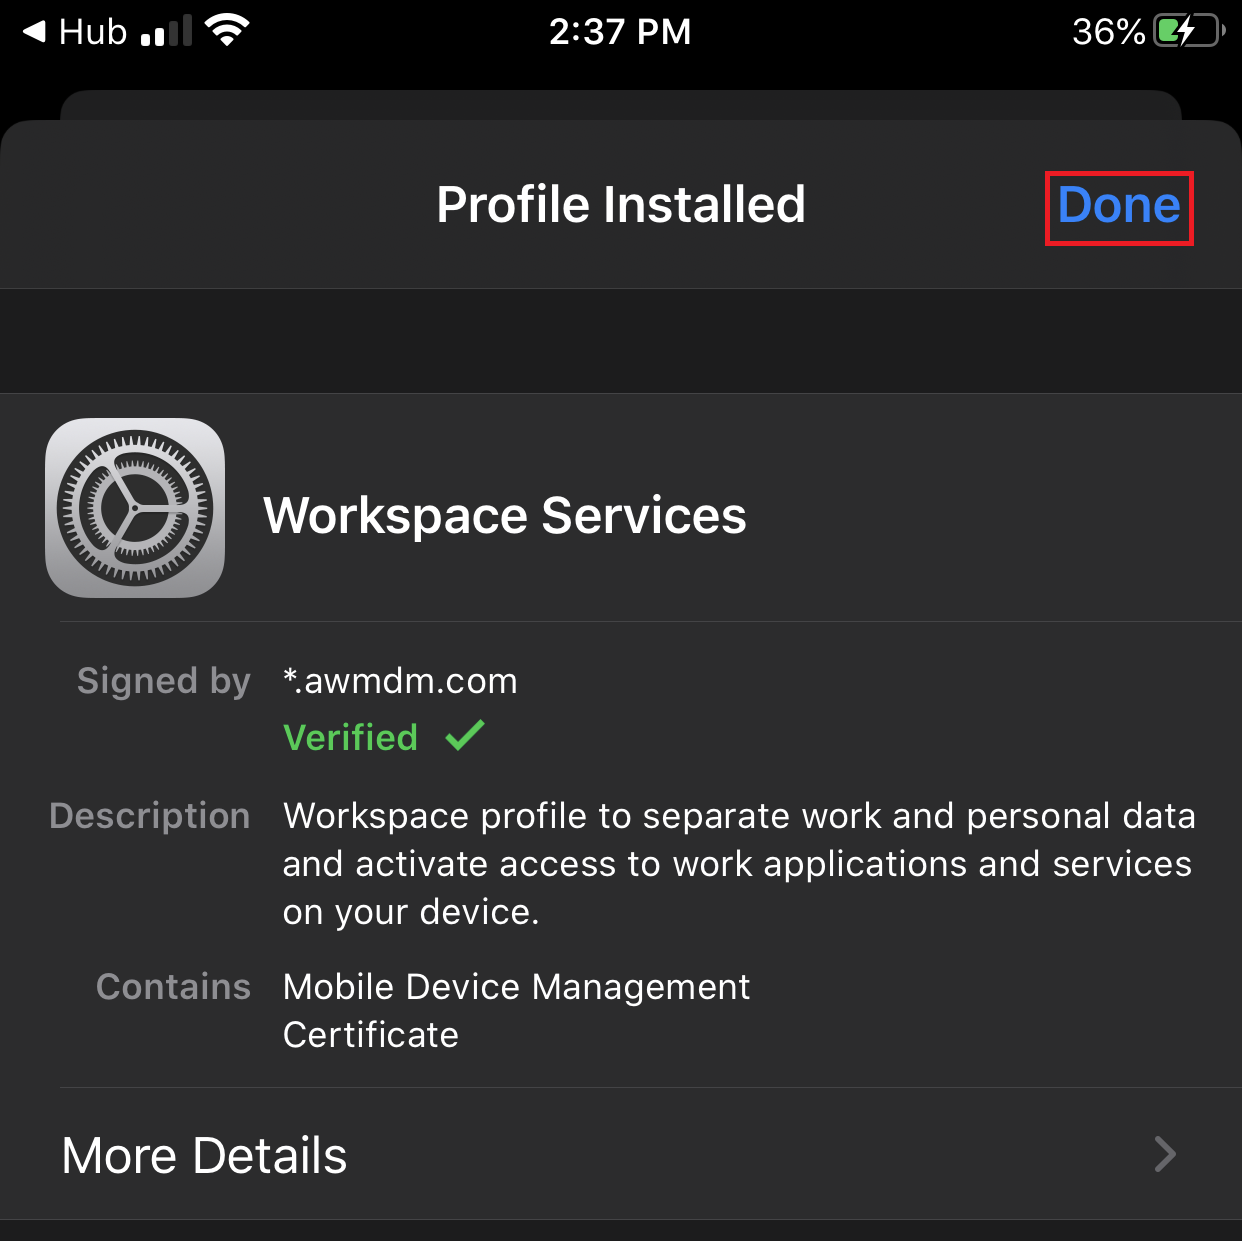 Hub 2:37 PM 36%
Profile Installed Done
Workspace Services
Signed by *.awmdm.com
Verified
Description Workspace profile to separate work and personal data
and activate access to work applications and services
on your device.
Contains Mobile Device Management
Certificate
More Details